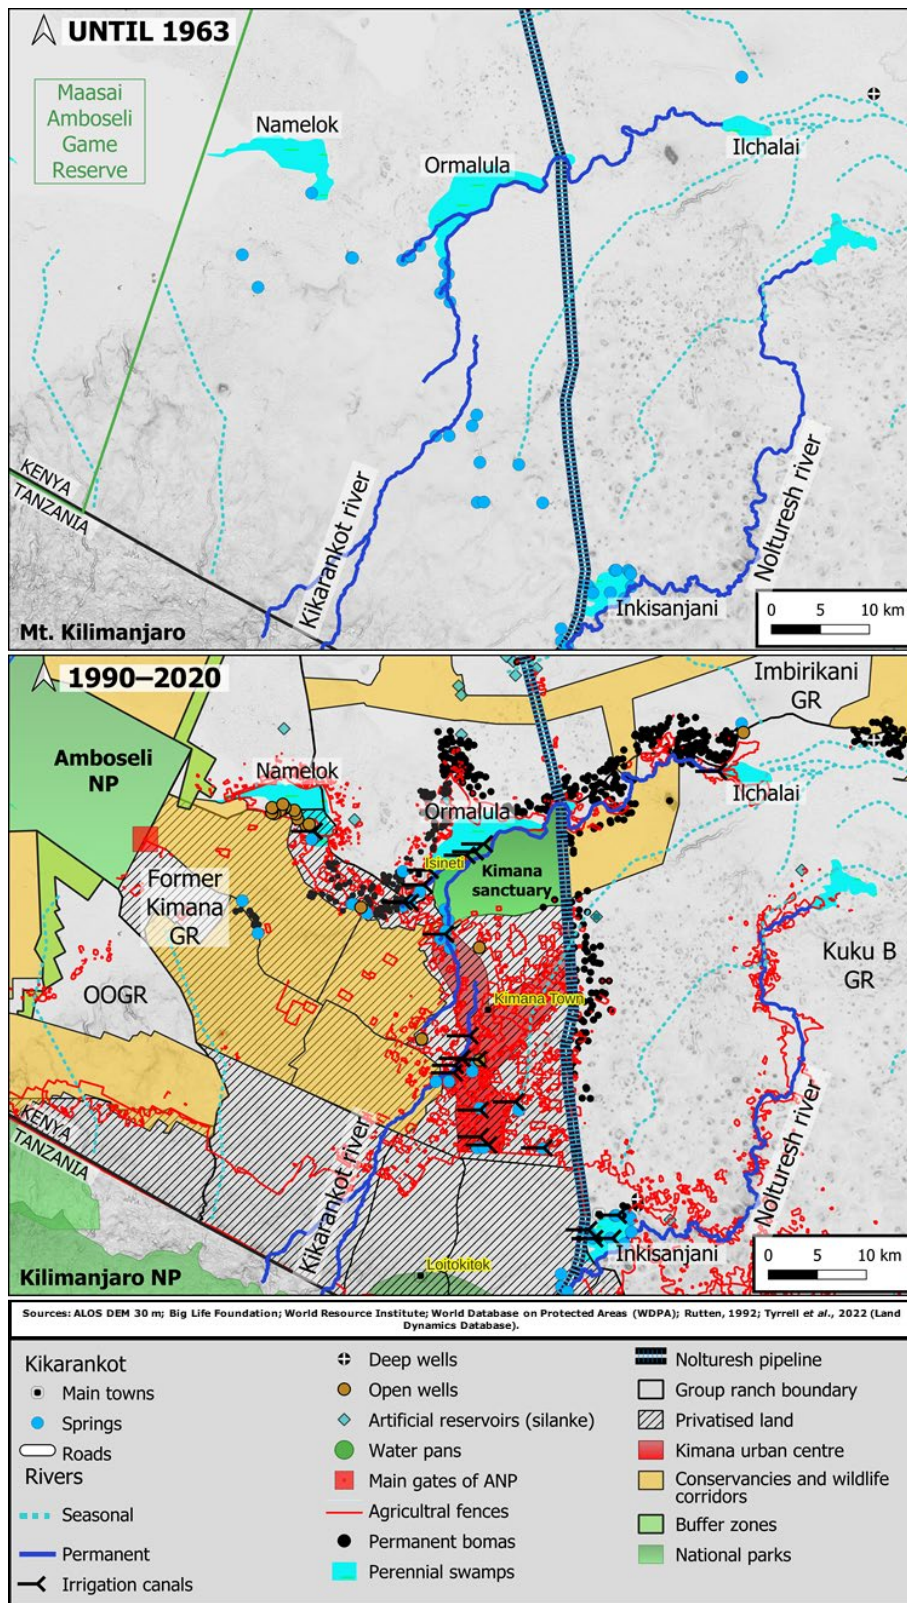 UNTIL 1963
Maasai
Amboseli
Game
Reserve
Namelok
Ormalula
Ilchalai
KENYA
TANZANIA
Kikarankot river
Nolturesh river
Inkisanjani
Mt. Kilimanjaro
0 5 10 km
1990–2020
Imbirikani
GR
Amboseli
NP
Namelok
Ormalula
Ilchalai
Isineti
Kimana
sanctuary
Former
Kimana
GR
Kuku B
GR
OOGR
Kimana Town
KENYA
TANZANIA
Kikarankot river
Nolturesh river
Inkisanjani
Loitokitok
Kilimanjaro NP
0 5 10 km
Sources: ALOS DEM 30 m; Big Life Foundation; World Resource Institute; World Database on Protected Areas (WDPA); Rutten, 1992; Tyrrell et al., 2022 (Land
Dynamics Database).
Kikarankot
Main towns
Springs
Roads
Rivers
Seasonal
Permanent
Irrigation canals
Deep wells
Open wells
Artificial reservoirs (silanke)
Water pans
Main gates of ANP
Agricultral fences
Permanent bomas
Perennial swamps
Nolturesh pipeline
Group ranch boundary
Privatised land
Kimana urban centre
Conservancies and wildlife
corridors
Buffer zones
National parks